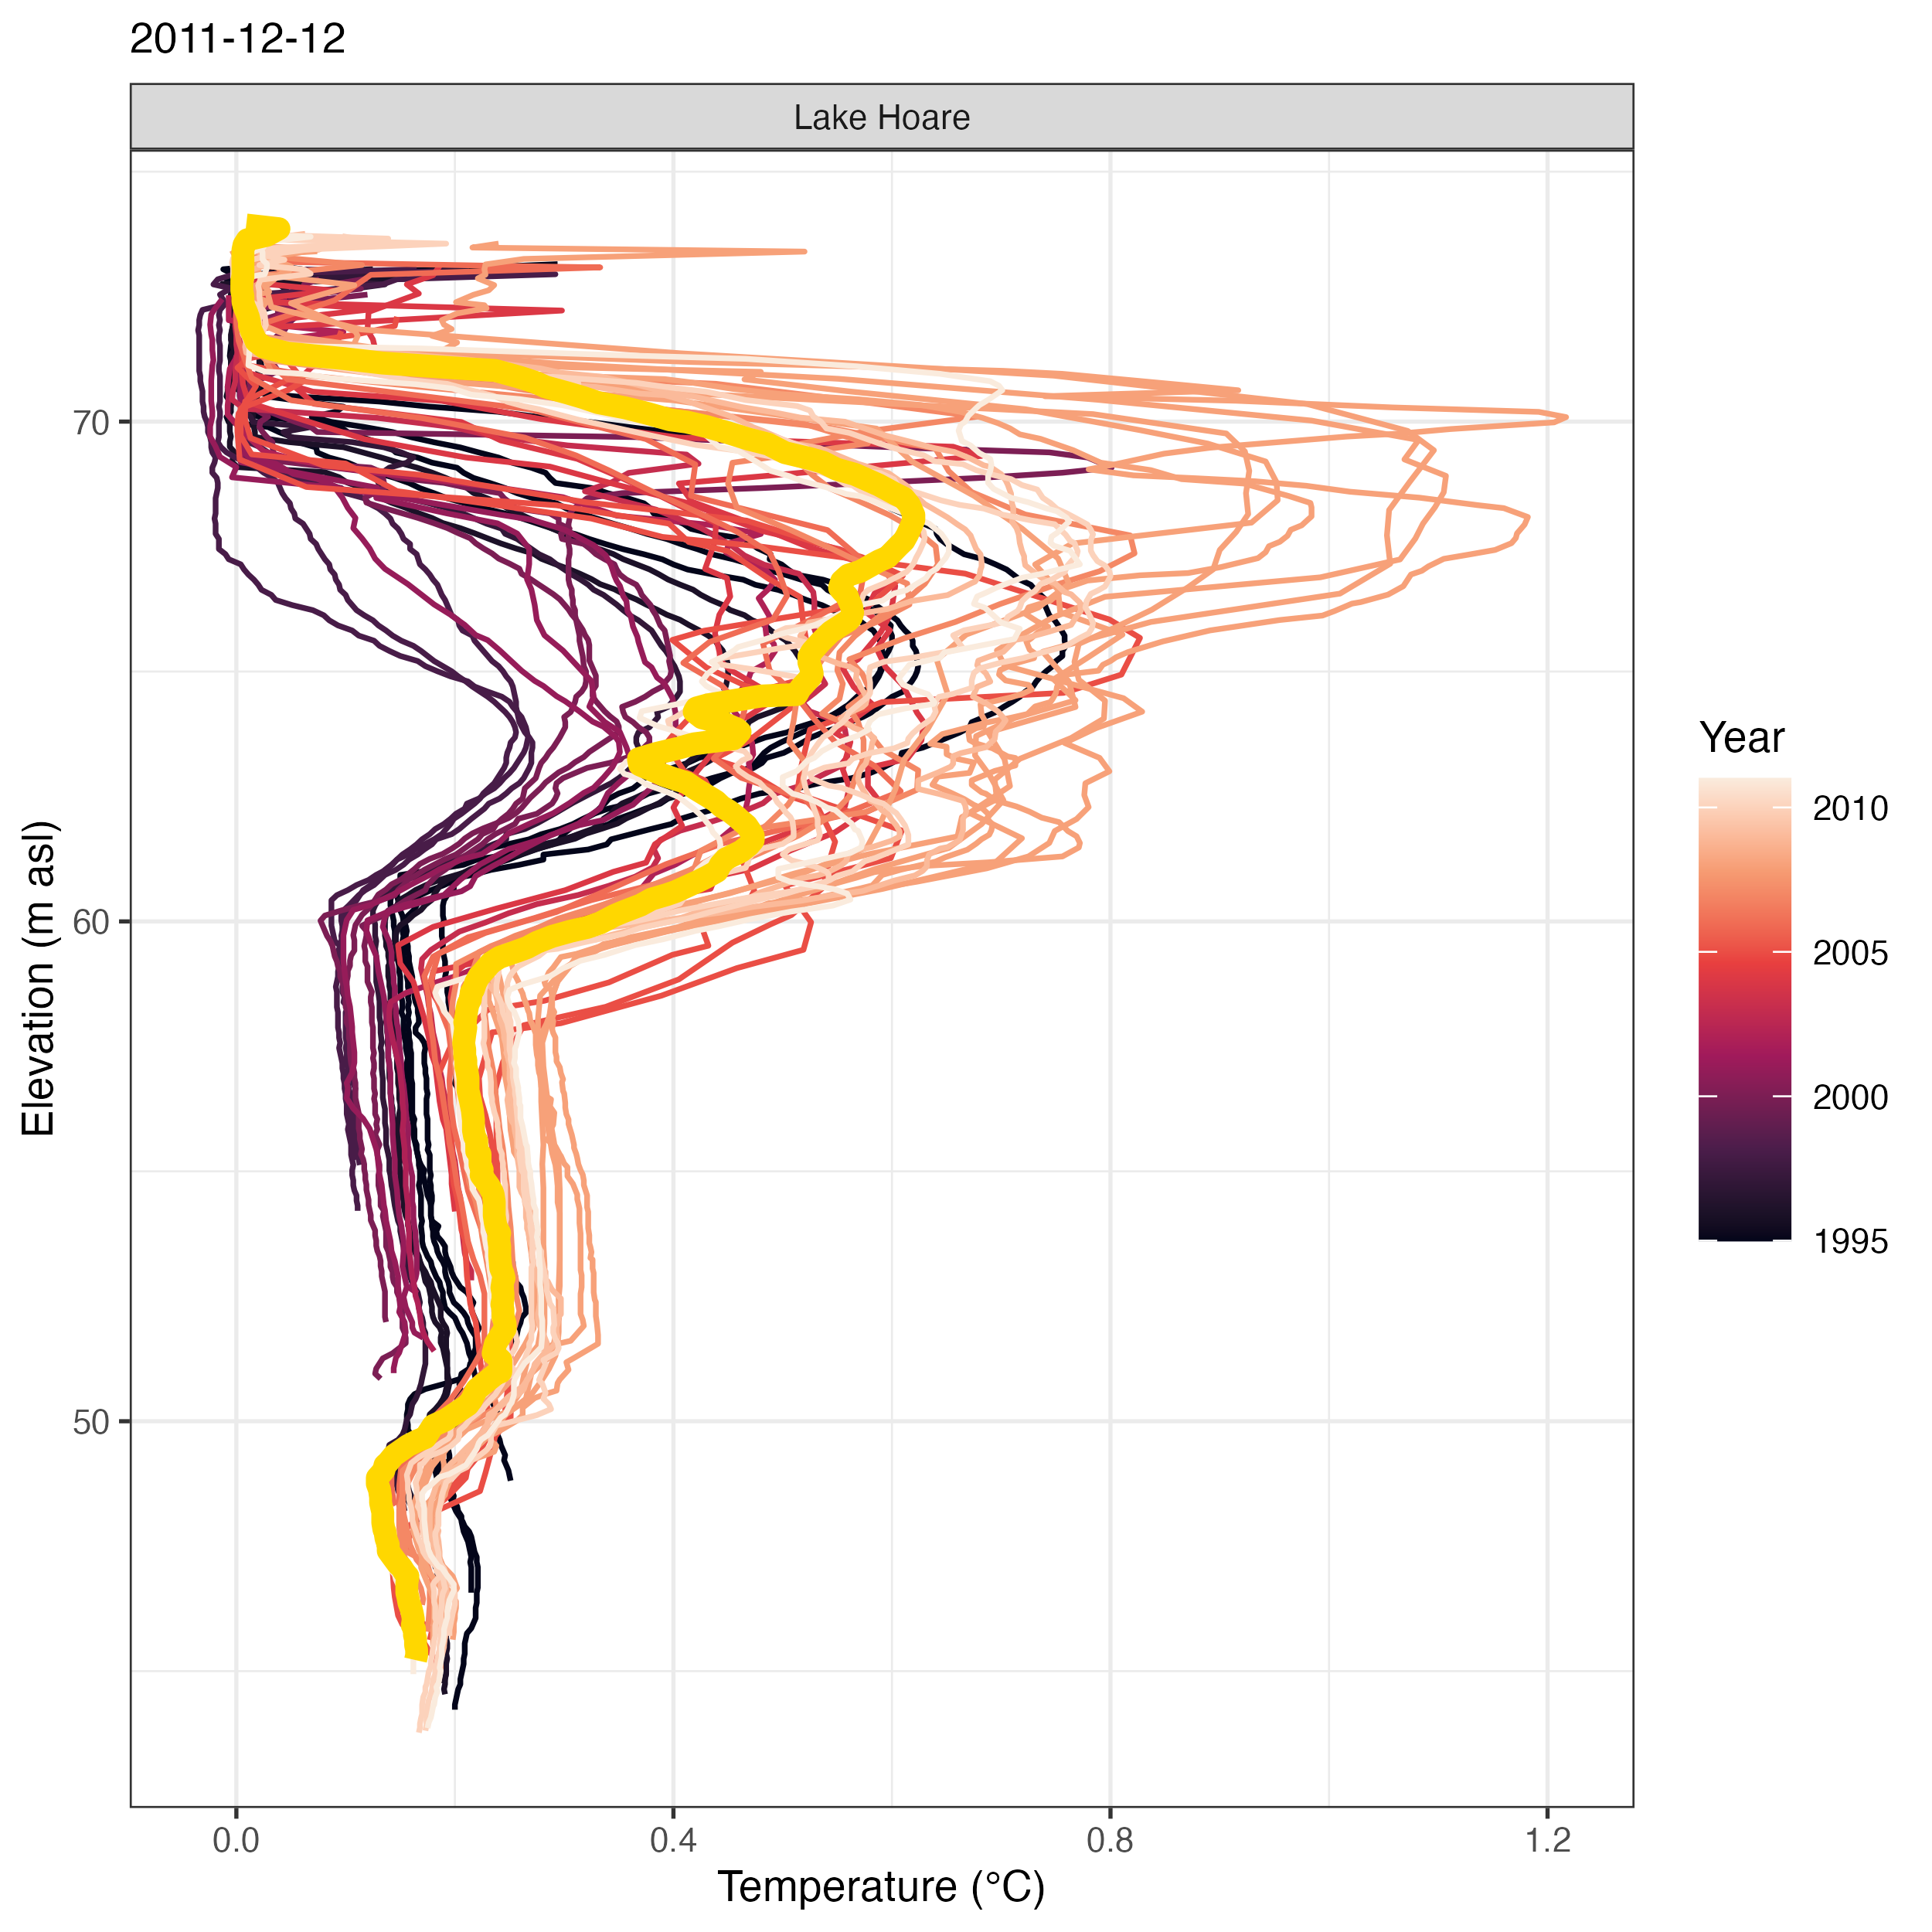 2011-12-12
Lake Hoare
Elevation (m asl)
70
60
50
0.0 0.4 0.8 1.2
Temperature (°C)
Year
2010
2005
2000
1995